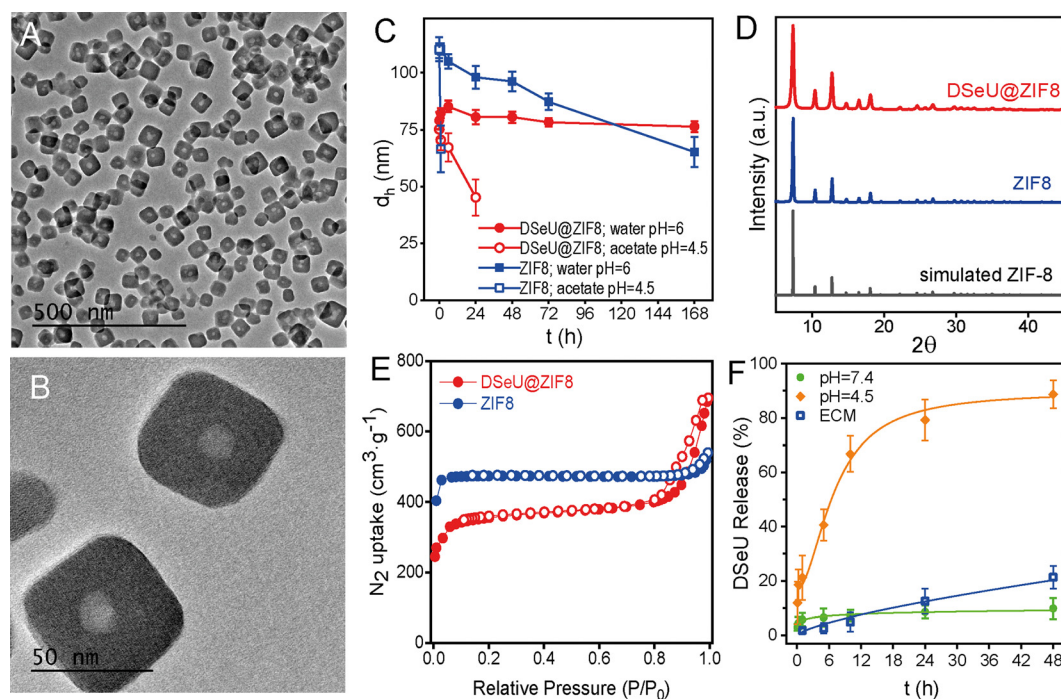 A
500 nm
B
50 nm
C
d_h (nm)
100
75
50
25
0
DSeU@ZIF8; water pH=6
DSeU@ZIF8; acetate pH=4.5
ZIF8; water pH=6
ZIF8; acetate pH=4.5
0 24 48 72 96 120 144 168
t (h)
D
Intensity (a.u.)
DSeU@ZIF8
ZIF8
simulated ZIF-8
10 20 30 40
2θ
E
N₂ uptake (cm³·g⁻¹)
800
600
400
200
0
DSeU@ZIF8
ZIF8
0.0 0.2 0.4 0.6 0.8 1.0
Relative Pressure (P/P₀)
F
DSeU Release (%)
100
80
60
40
20
0
pH=7.4
pH=4.5
ECM
0 6 12 18 24 30 36 42 48
t (h)